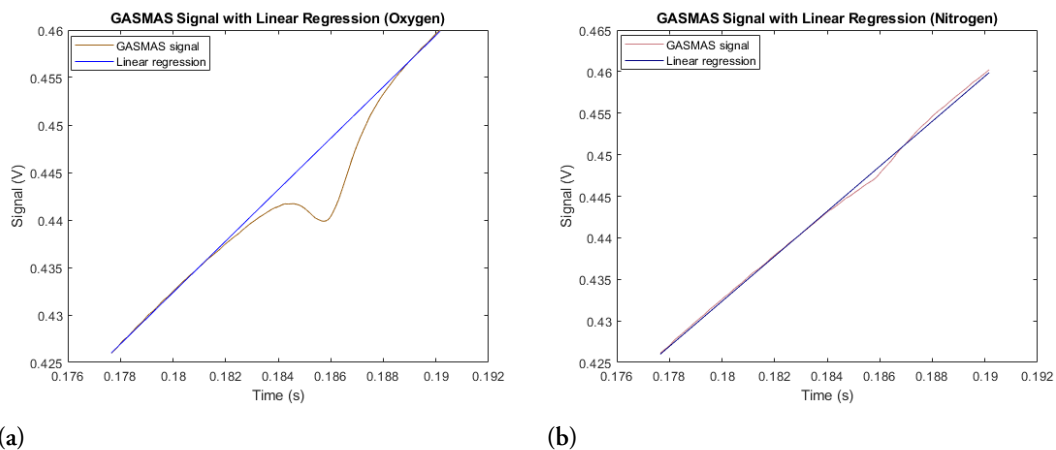 GASMAS Signal with Linear Regression (Oxygen)
0.46
0.455
0.45
0.445
0.44
0.435
0.43
0.425
Signal (V)
GASMAS signal
Linear regression
0.176 0.178 0.18 0.182 0.184 0.186 0.188 0.19 0.192
Time (s)
(a)
GASMAS Signal with Linear Regression (Nitrogen)
0.465
0.46
0.455
0.45
0.445
0.44
0.435
0.43
0.425
Signal (V)
GASMAS signal
Linear regression
0.176 0.178 0.18 0.182 0.184 0.186 0.188 0.19 0.192
Time (s)
(b)